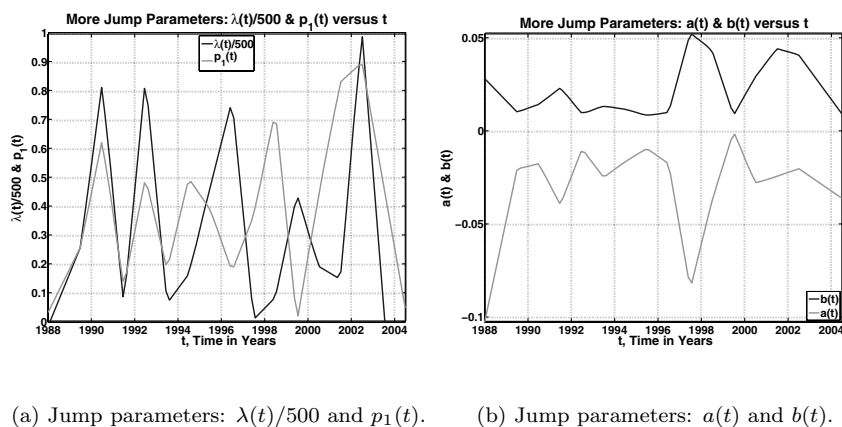 More Jump Parameters: λ(t)/500 & p₁(t) versus t
λ(t)/500 & p₁(t)
1
0.9
0.8
0.7
0.6
0.5
0.4
0.3
0.2
0.1
0
λ(t)/500
p₁(t)
1988 1990 1992 1994 1996 1998 2000 2002 2004
t, Time in Years
More Jump Parameters: a(t) & b(t) versus t
a(t) & b(t)
0.05
0
−0.05
−0.1
b(t)
a(t)
1988 1990 1992 1994 1996 1998 2000 2002 2004
t, Time in Years
(a) Jump parameters: λ(t)/500 and p₁(t).
(b) Jump parameters: a(t) and b(t).